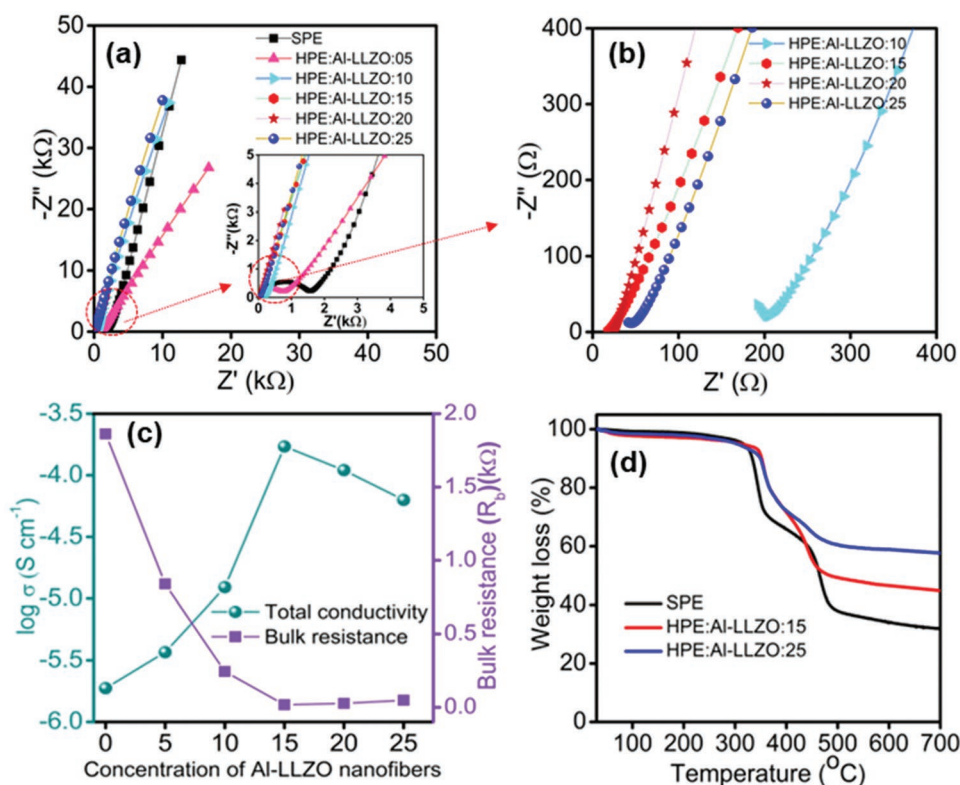 (a)
-Z'' (kΩ)
50
40
30
20
10
0
0 10 20 30 40 50
Z' (kΩ)
SPE
HPE:Al-LLZO:05
HPE:Al-LLZO:10
HPE:Al-LLZO:15
HPE:Al-LLZO:20
HPE:Al-LLZO:25
-Z''(kΩ)
5
4
3
2
1
0
0 1 2 3 4 5
Z'(kΩ)
(b)
-Z'' (Ω)
400
300
200
100
0
0 100 200 300 400
Z' (Ω)
HPE:Al-LLZO:10
HPE:Al-LLZO:15
HPE:Al-LLZO:20
HPE:Al-LLZO:25
(c)
log σ (S cm⁻¹)
-3.5
-4.0
-4.5
-5.0
-5.5
-6.0
0 5 10 15 20 25
Concentration of Al-LLZO nanofibers
Total conductivity
Bulk resistance
2.0
1.5
1.0
0.5
0.0
Bulk resistance (R_b)(kΩ)
(d)
Weight loss (%)
100
80
60
40
20
0
100 200 300 400 500 600 700
Temperature (°C)
SPE
HPE:Al-LLZO:15
HPE:Al-LLZO:25